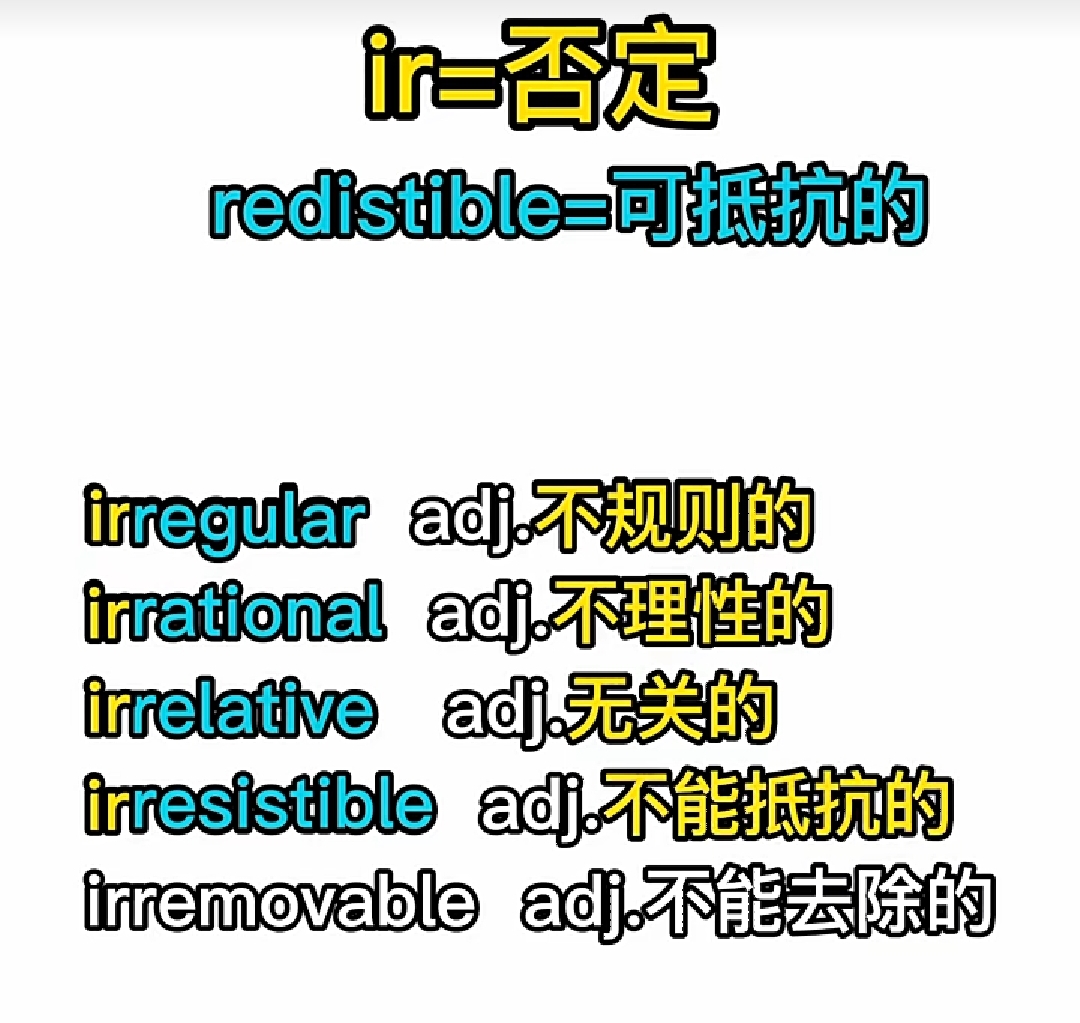 ir=否定
redistible=可抵抗的
irregular adj.不规则的
irrational adj.不理性的
irrelative adj.无关的
irresistible adj.不能抵抗的
irremovable adj.不能去除的